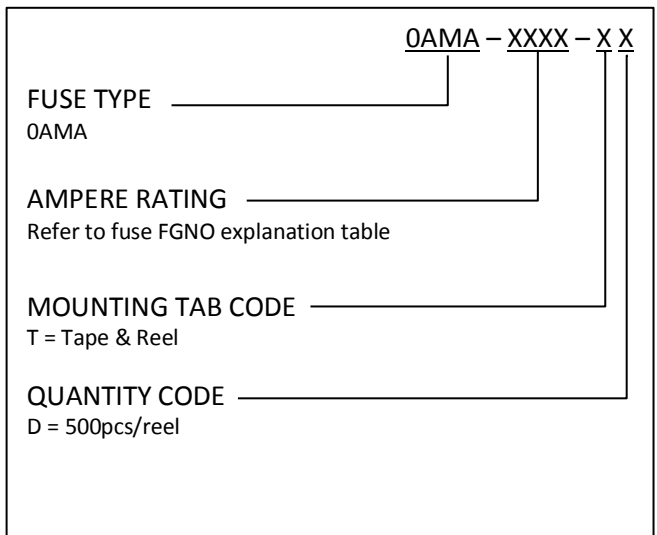 0AMA – XXXX – X X
FUSE TYPE
0AMA
AMPERE RATING
Refer to fuse FGNO explanation table
MOUNTING TAB CODE
T = Tape & Reel
QUANTITY CODE
D = 500pcs/reel